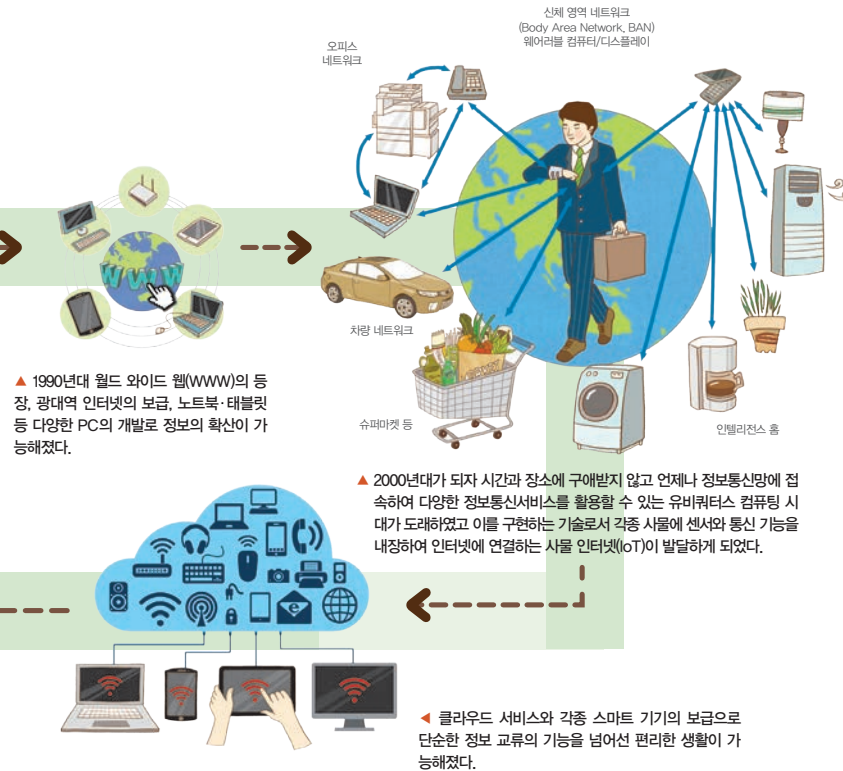 신체 영역 네트워크
(Body Area Network, BAN)
웨어러블 컴퓨터/디스플레이
오피스
네트워크
WWW
차량 네트워크
슈퍼마켓 등
인텔리전스 홈
▲ 1990년대 월드 와이드 웹(WWW)의 등
장, 광대역 인터넷의 보급, 노트북·태블릿
등 다양한 PC의 개발로 정보의 확산이 가
능해졌다.
▲ 2000년대가 되자 시간과 장소에 구애받지 않고 언제나 정보통신망에 접
속하여 다양한 정보통신서비스를 활용할 수 있는 유비쿼터스 컴퓨팅 시
대가 도래하였고 이를 구현하는 기술로서 각종 사물에 센서와 통신 기능을
내장하여 인터넷에 연결하는 사물 인터넷(IoT)이 발달하게 되었다.
e
◀ 클라우드 서비스와 각종 스마트 기기의 보급으로
단순한 정보 교류의 기능을 넘어선 편리한 생활이 가
능해졌다.